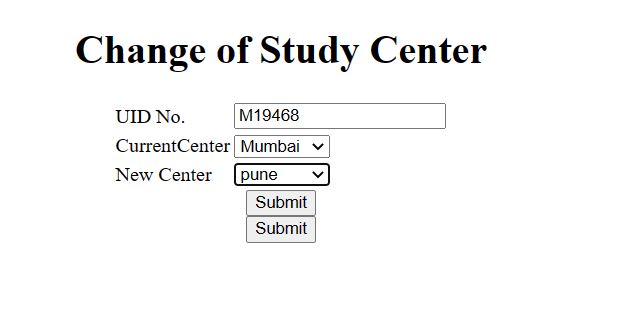 Change of Study Center
UID No. M19468
CurrentCenter Mumbai
New Center pune
Submit
Submit